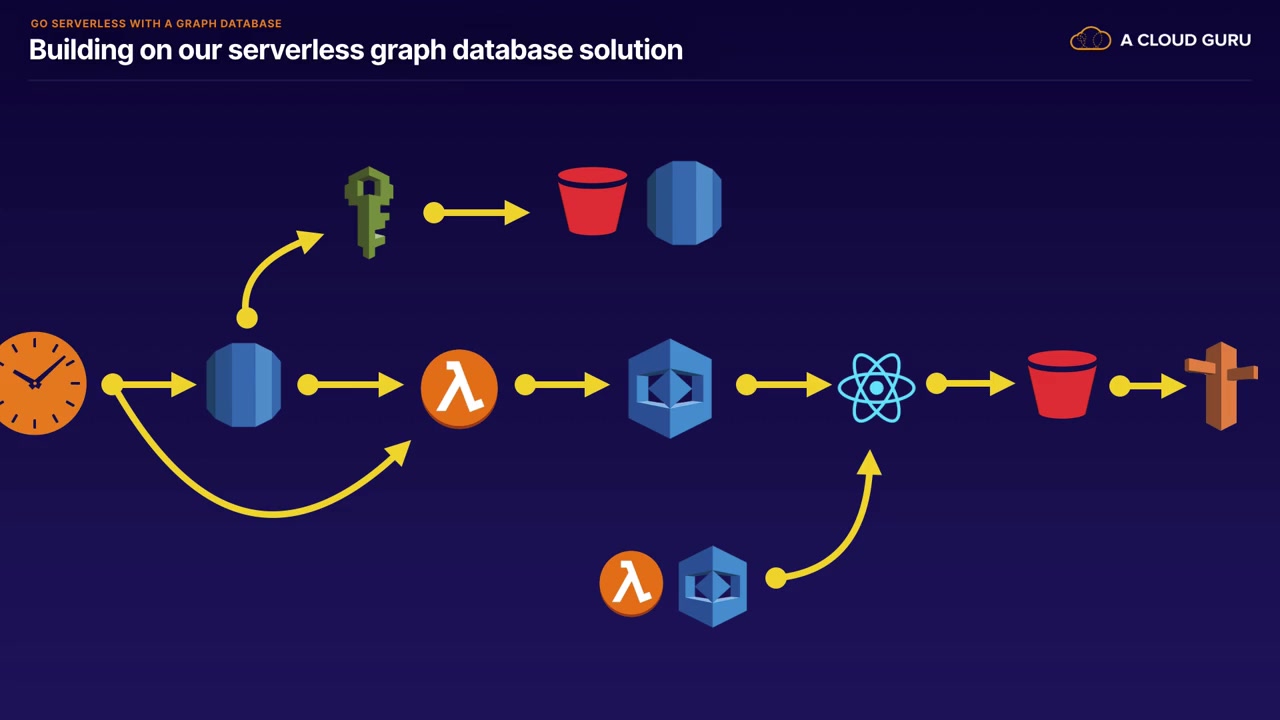 GO SERVERLESS WITH A GRAPH DATABASE
Building on our serverless graph database solution
A CLOUD GURU
λ
λ